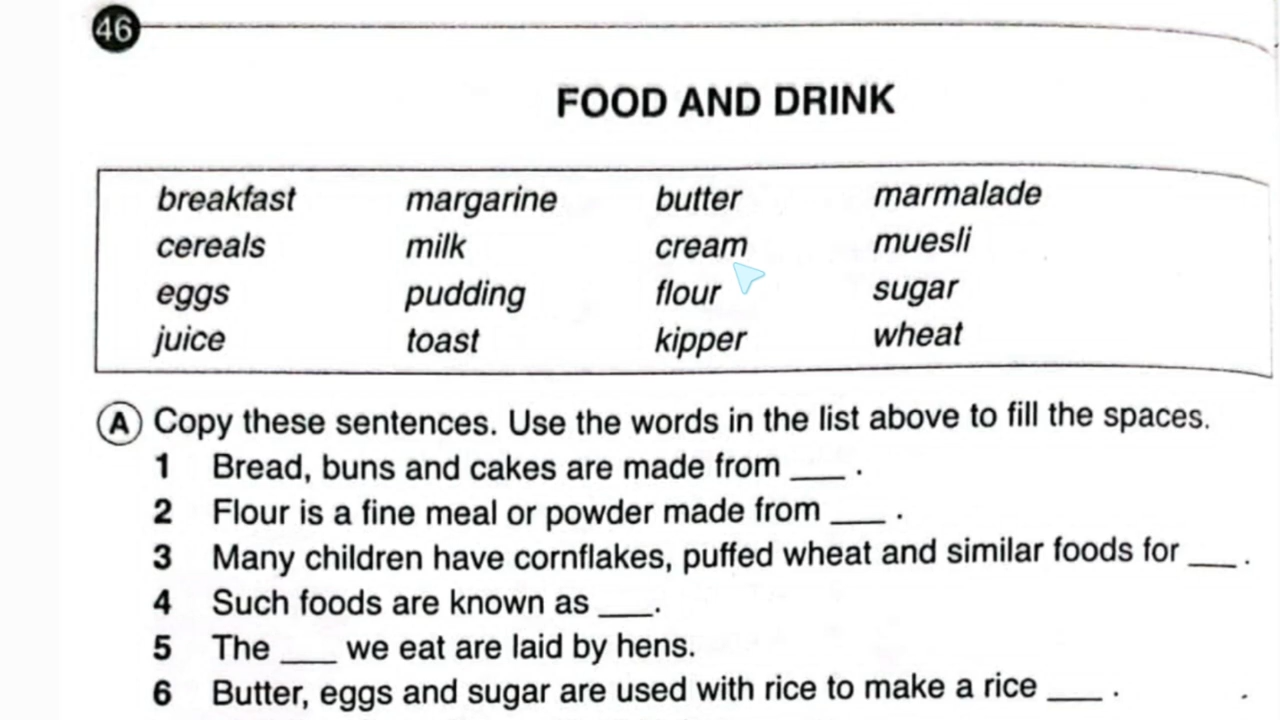 46
FOOD AND DRINK
breakfast margarine butter marmalade
cereals milk cream muesli
eggs pudding flour sugar
juice toast kipper wheat
A Copy these sentences. Use the words in the list above to fill the spaces.
1 Bread, buns and cakes are made from ___ .
2 Flour is a fine meal or powder made from ___ .
3 Many children have cornflakes, puffed wheat and similar foods for ___ .
4 Such foods are known as ___.
5 The ___ we eat are laid by hens.
6 Butter, eggs and sugar are used with rice to make a rice ___ .